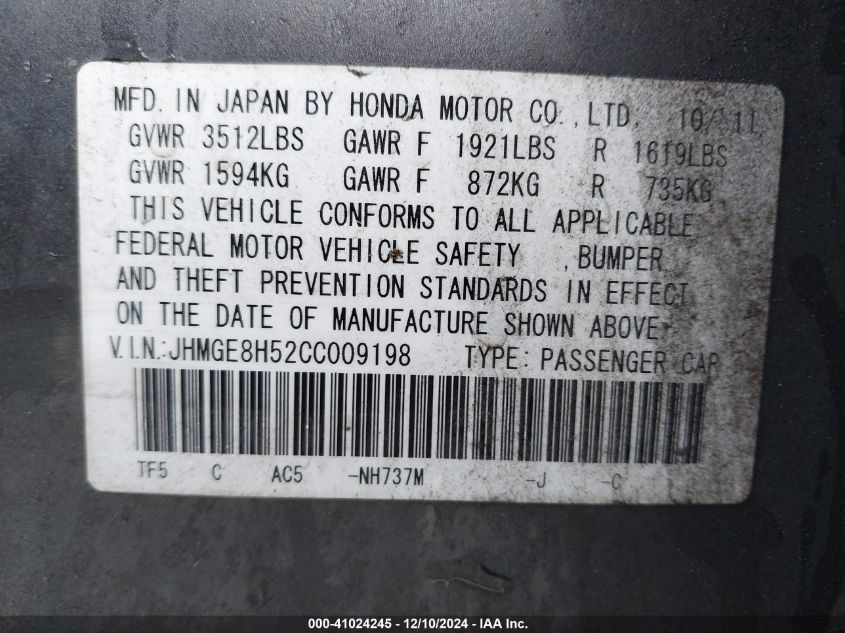 MFD. IN JAPAN BY HONDA MOTOR CO., LTD. 10/11
GVWR 3512LBS GAWR F 1921LBS R 1619LBS
GVWR 1594KG GAWR F 872KG R 735KG
THIS VEHICLE CONFORMS TO ALL APPLICABLE
FEDERAL MOTOR VEHICLE SAFETY , BUMPER
AND THEFT PREVENTION STANDARDS IN EFFECT
ON THE DATE OF MANUFACTURE SHOWN ABOVE.
V.I.N.: JHMGE8H52CC009198 TYPE: PASSENGER CAR
TF5 C AC5 -NH737M -J -C
000-41024245 - 12/10/2024 - IAA Inc.